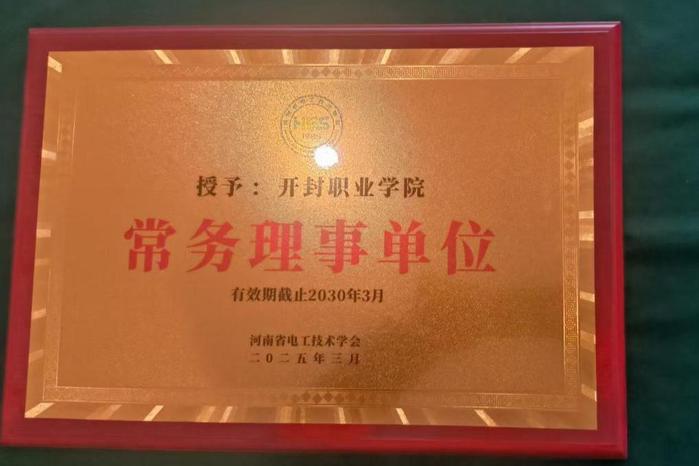 授予：开封职业学院
常务理事单位
有效期截止2030年3月
河南省电工技术学会
二０二五年三月